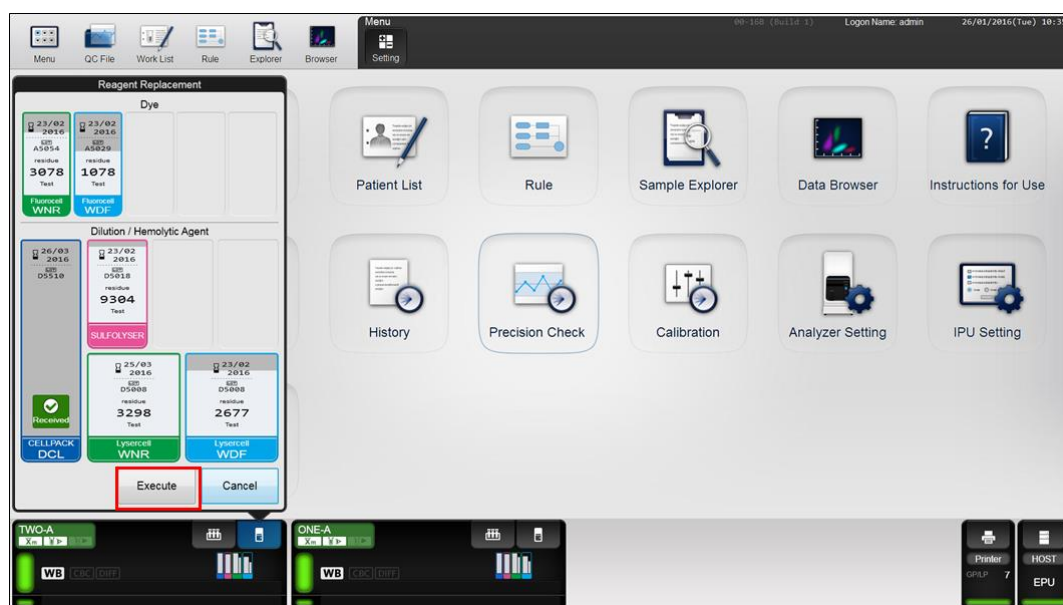 Menu
00-168 (Build 1) Logon Name: admin 26/01/2016(Tue) 10:35
Menu QC File Work List Rule Explorer Browser Setting
Reagent Replacement
Dye
23/02 2016
A5054
residue
3078
Test
Fluorocell
WNR
23/02 2016
A5029
residue
1078
Test
Fluorocell
WDF
Dilution / Hemolytic Agent
26/03 2016
D5510
Received
CELLPACK
DCL
23/02 2016
D5018
residue
9304
Test
SULFOLYSER
25/03 2016
D5008
residue
3298
Test
Lysercell
WNR
23/02 2016
D5008
residue
2677
Test
Lysercell
WDF
Execute Cancel
Patient List Rule Sample Explorer Data Browser Instructions for Use
History Precision Check Calibration Analyzer Setting IPU Setting
TWO-A
WB CBC DIFF
ONE-A
WB CBC DIFF
Printer
GP/LP 7
HOST
EPU